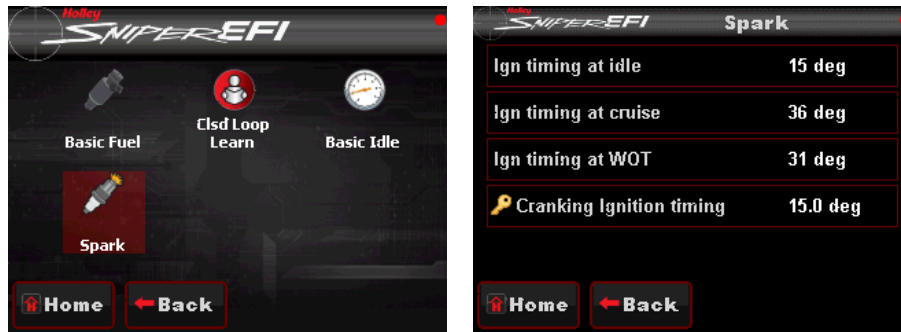 Holley
SNIPER EFI
Basic Fuel
Clsd Loop
Learn
Basic Idle
Spark
Home
Back
Holley
SNIPER EFI
Spark
Ign timing at idle 15 deg
Ign timing at cruise 36 deg
Ign timing at WOT 31 deg
Cranking Ignition timing 15.0 deg
Home
Back